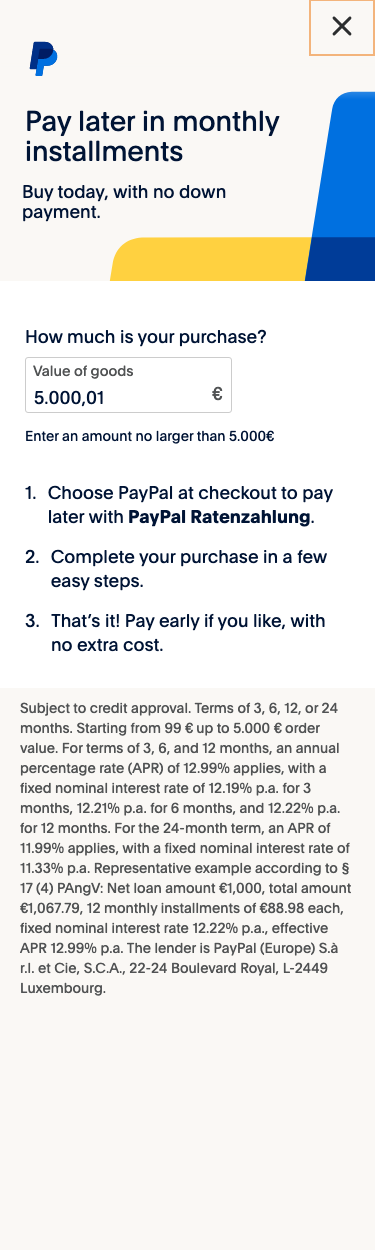 Pay later in monthly
installments
Buy today, with no down
payment.
How much is your purchase?
Value of goods
5.000,01
€
Enter an amount no larger than 5.000€
1. Choose PayPal at checkout to pay
later with PayPal Ratenzahlung.
2. Complete your purchase in a few
easy steps.
3. That's it! Pay early if you like, with
no extra cost.
Subject to credit approval. Terms of 3, 6, 12, or 24
months. Starting from 99 € up to 5.000 € order
value. For terms of 3, 6, and 12 months, an annual
percentage rate (APR) of 12.99% applies, with a
fixed nominal interest rate of 12.19% p.a. for 3
months, 12.21% p.a. for 6 months, and 12.22% p.a.
for 12 months. For the 24-month term, an APR of
11.99% applies, with a fixed nominal interest rate of
11.33% p.a. Representative example according to §
17 (4) PAngV: Net loan amount €1,000, total amount
€1,067.79, 12 monthly installments of €88.98 each,
fixed nominal interest rate 12.22% p.a., effective
APR 12.99% p.a. The lender is PayPal (Europe) S.à
r.l. et Cie, S.C.A., 22-24 Boulevard Royal, L-2449
Luxembourg.